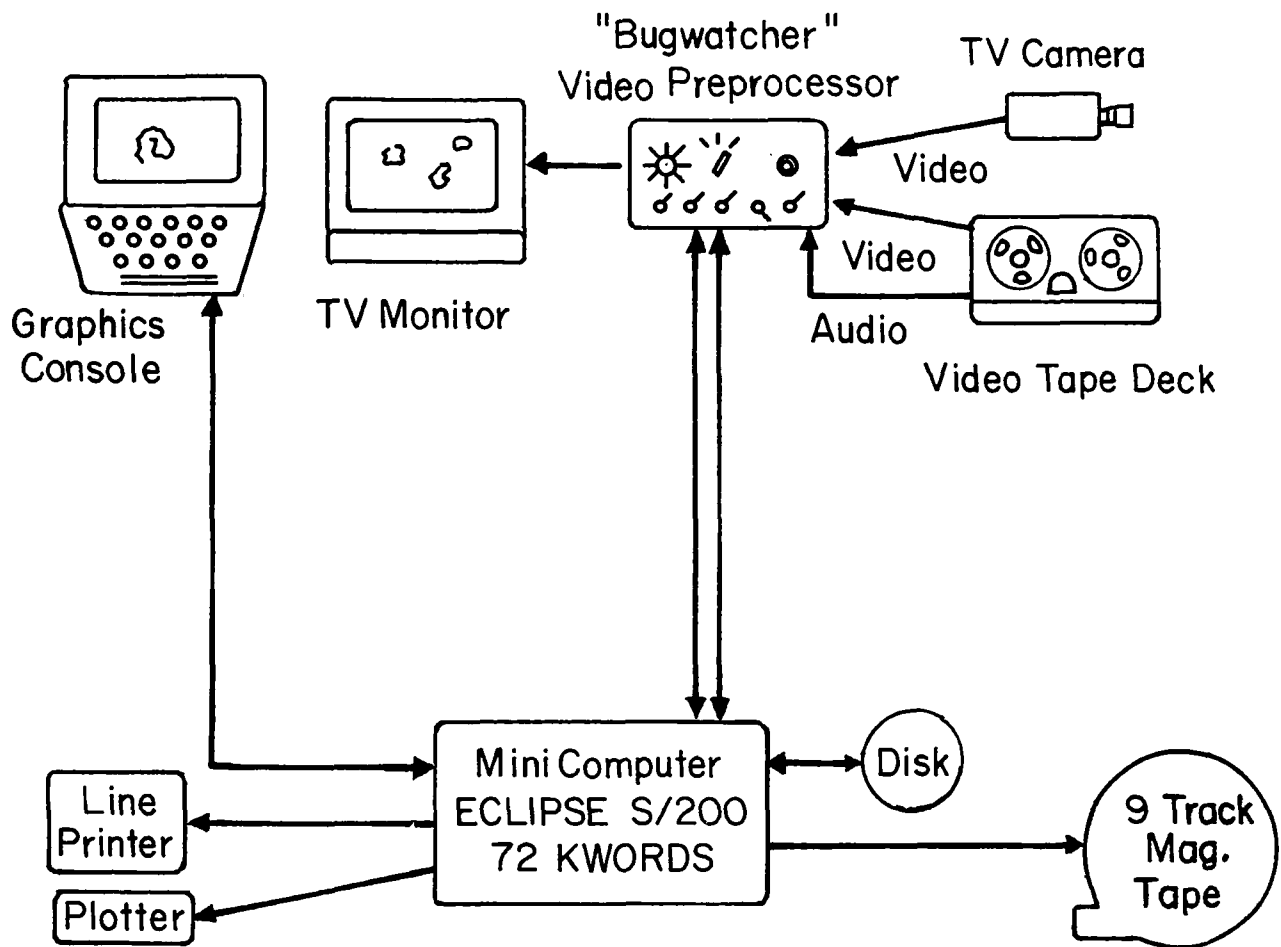 "Bugwatcher"
Video Preprocessor
TV Camera
Video
Video
Audio
Video Tape Deck
TV Monitor
Graphics
Console
Mini Computer
ECLIPSE S/200
72 KWORDS
Disk
Line
Printer
Plotter
9 Track
Mag.
Tape